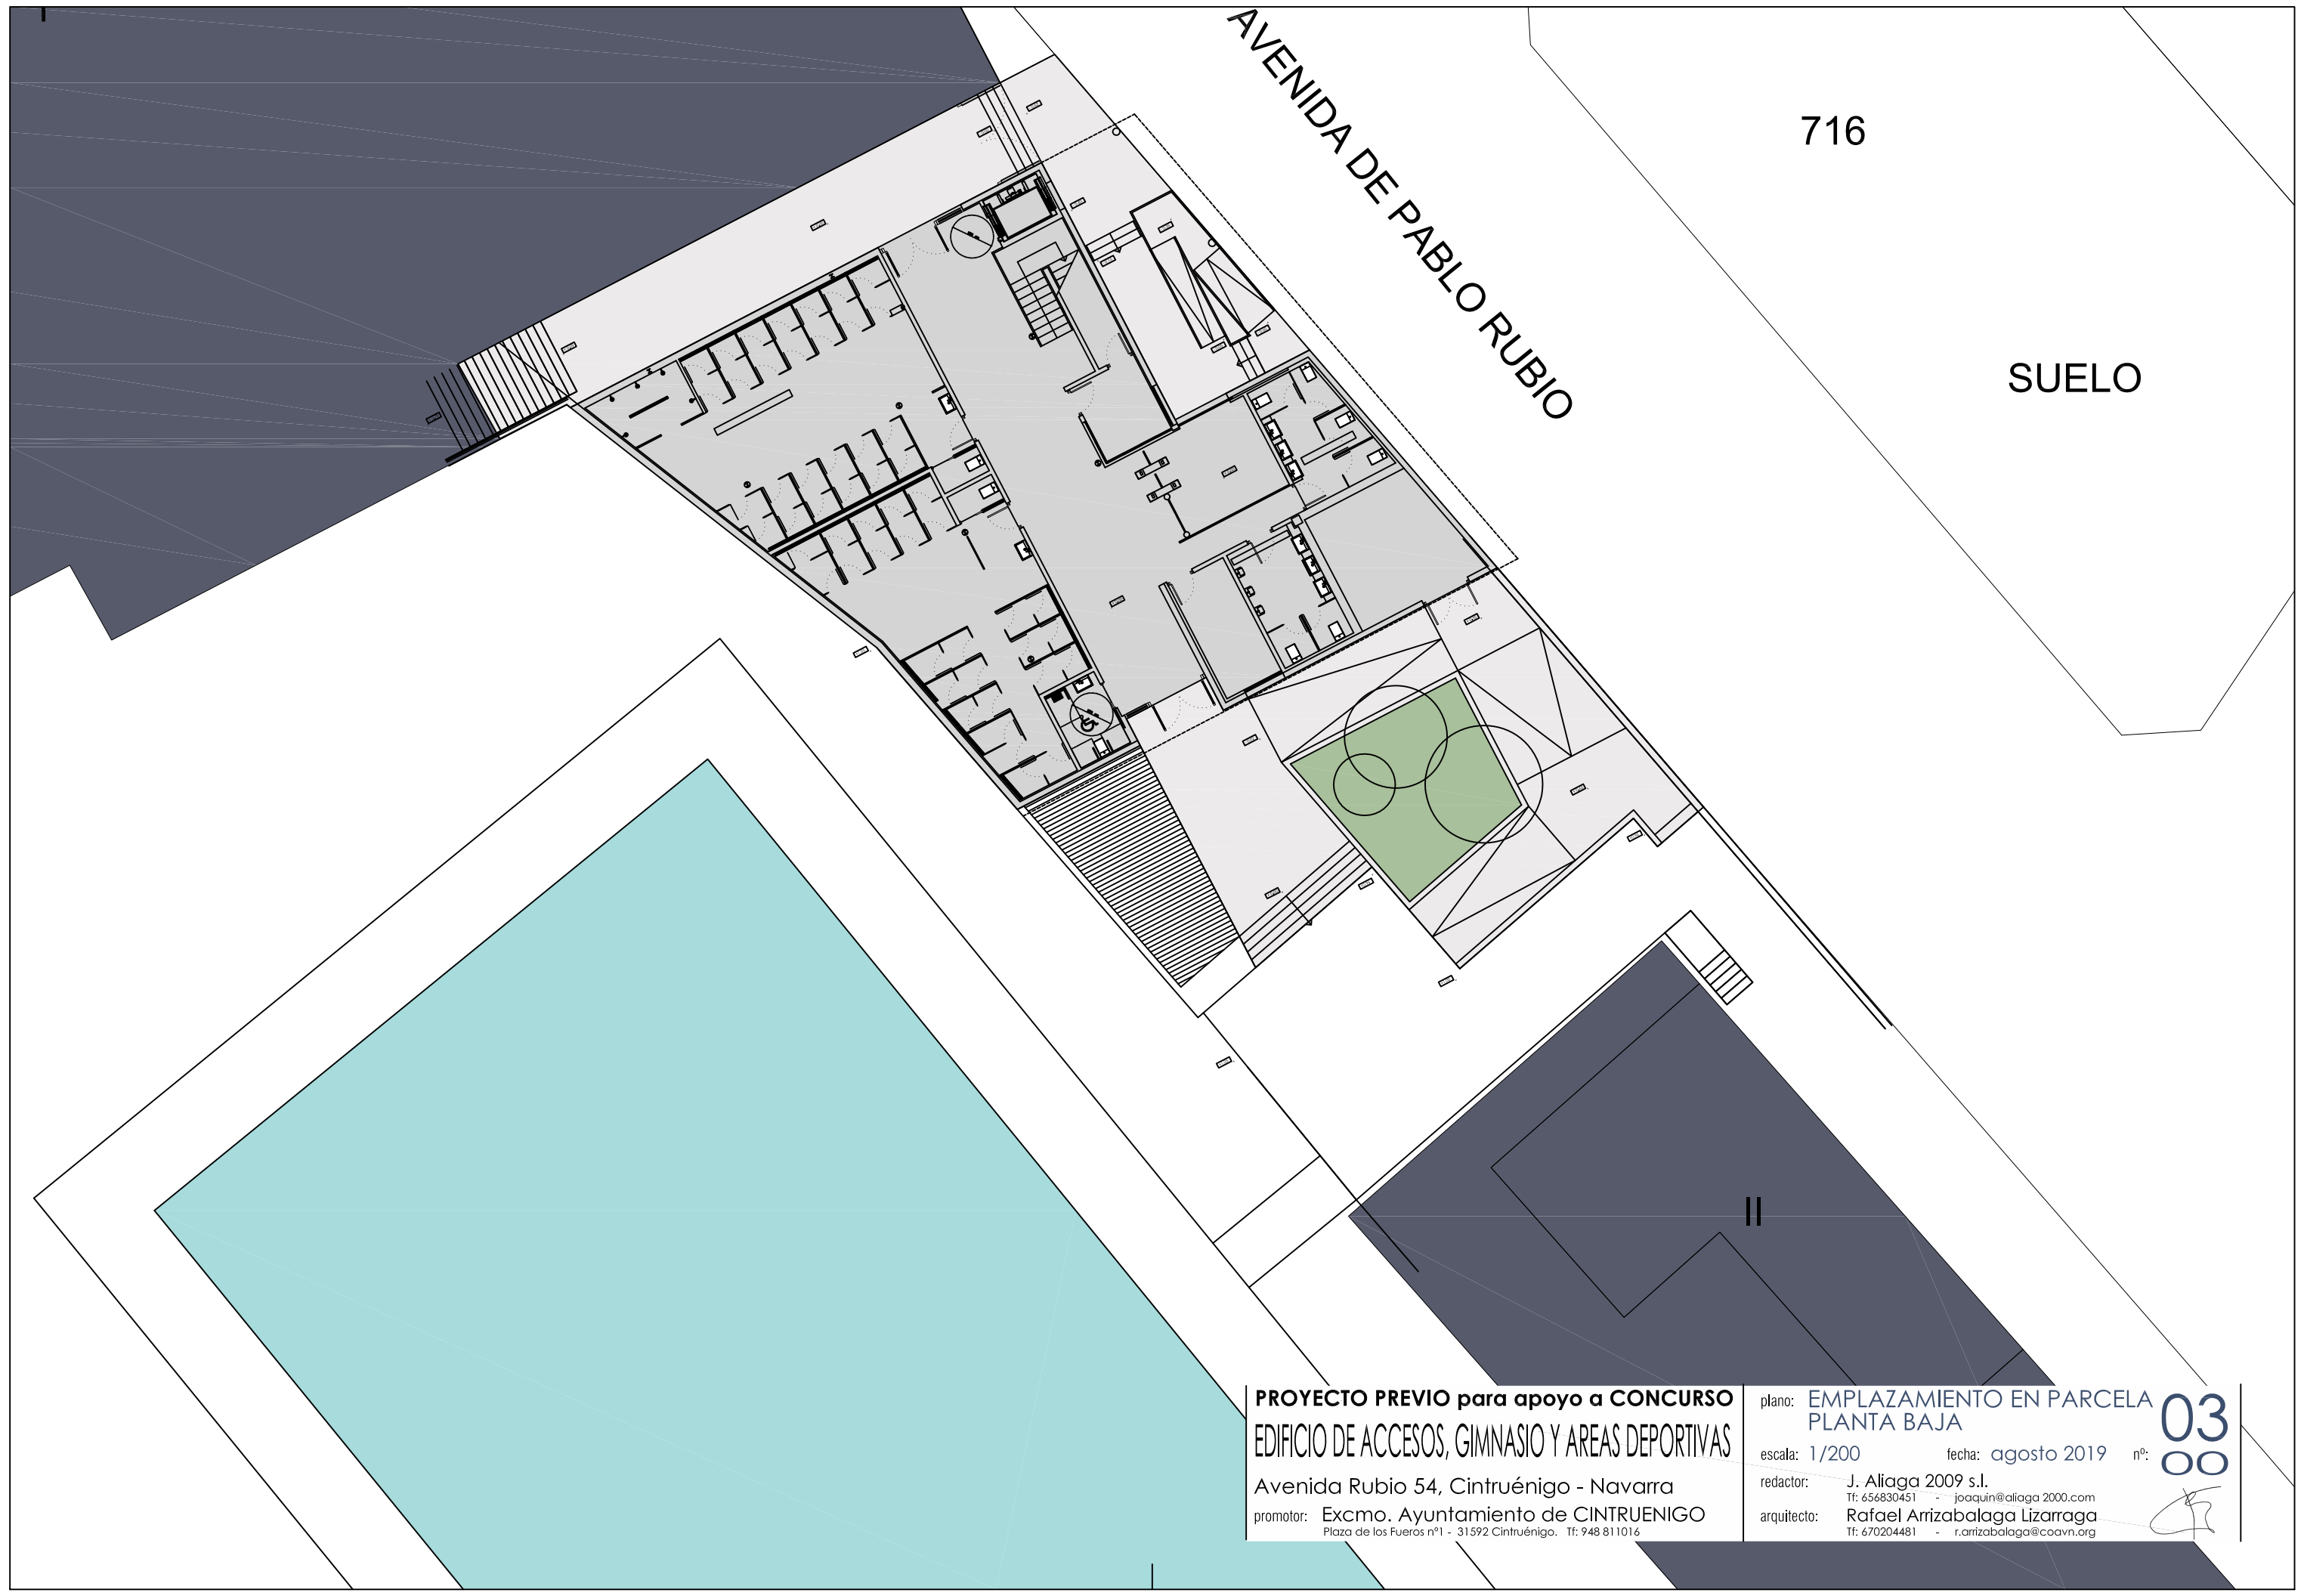 I
AVENIDA DE PABLO RUBIO
716
SUELO
II
I
PROYECTO PREVIO para apoyo a CONCURSO
EDIFICIO DE ACCESOS, GIMNASIO Y AREAS DEPORTIVAS
Avenida Rubio 54, Cintruénigo - Navarra
promotor: Excmo. Ayuntamiento de CINTRUENIGO
Plaza de los Fueros nº1 - 31592 Cintruénigo. Tf: 948 811016
plano: EMPLAZAMIENTO EN PARCELA
PLANTA BAJA
03
escala: 1/200 fecha: agosto 2019 nº: 00
redactor: J. Aliaga 2009 s.l.
Tf: 656830451 - joaquin@aliaga 2000.com
arquitecto: Rafael Arrizabalaga Lizarraga
Tf: 670204481 - r.arrizabalaga@coavn.org